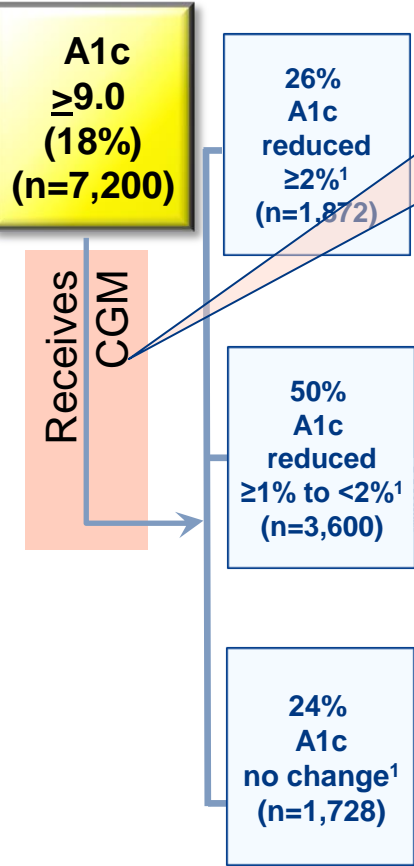 A1c
≥9.0
(18%)
(n=7,200)
Receives
CGM
26%
A1c
reduced
≥2%¹
(n=1,872)
50%
A1c
reduced
≥1% to <2%¹
(n=3,600)
24%
A1c
no change¹
(n=1,728)